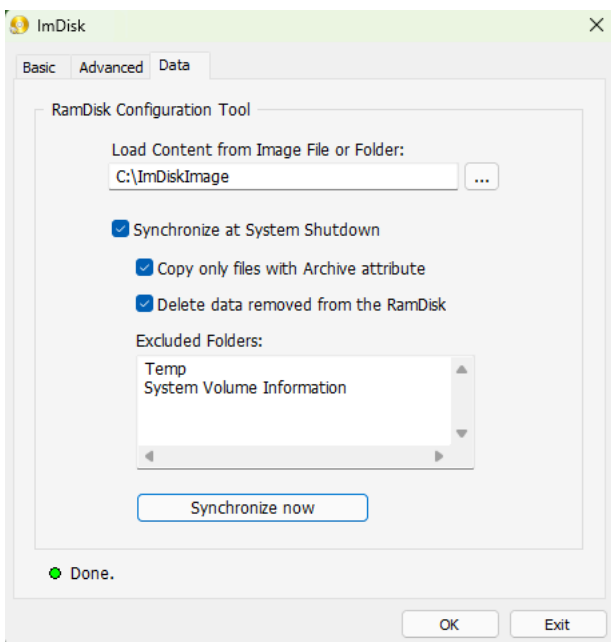 ImDisk
Basic Advanced Data
RamDisk Configuration Tool
Load Content from Image File or Folder:
C:\ImDiskImage ...
Synchronize at System Shutdown
Copy only files with Archive attribute
Delete data removed from the RamDisk
Excluded Folders:
Temp
System Volume Information
Synchronize now
Done.
OK Exit